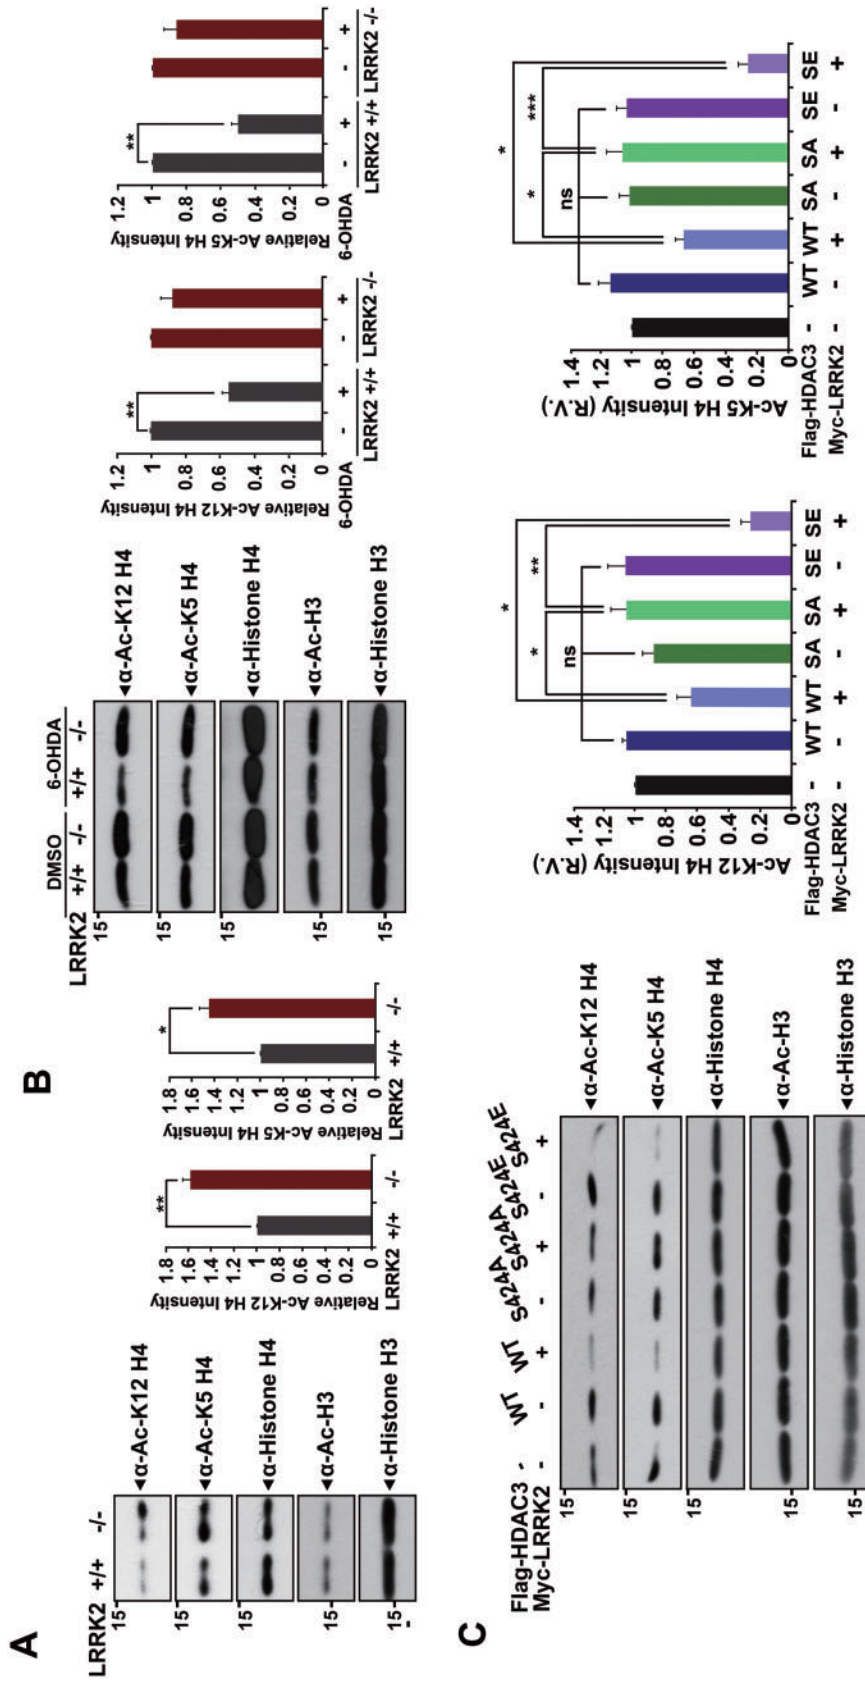 A
LRRK2 +/+ -/-
15
◄α-Ac-K12 H4
15
◄α-Ac-K5 H4
15
◄α-Histone H4
15
◄α-Ac-H3
15
◄α-Histone H3
Relative Ac-K12 H4 Intensity
1.8
1.6
1.4
1.2
1
0.8
0.6
0.4
0.2
0
**
LRRK2 +/+ -/-
Relative Ac-K5 H4 Intensity
1.8
1.6
1.4
1.2
1
0.8
0.6
0.4
0.2
0
*
LRRK2 +/+ -/-
B
DMSO 6-OHDA
LRRK2 +/+ -/- +/+ -/-
15
◄α-Ac-K12 H4
15
◄α-Ac-K5 H4
15
◄α-Histone H4
15
◄α-Ac-H3
15
◄α-Histone H3
Relative Ac-K12 H4 Intensity
1.2
1
0.8
0.6
0.4
0.2
0
**
6-OHDA - + - +
LRRK2 +/+ LRRK2 -/-
Relative Ac-K5 H4 Intensity
1.2
1
0.8
0.6
0.4
0.2
0
**
6-OHDA - + - +
LRRK2 +/+ LRRK2 -/-
C
Flag-HDAC3 - WT WT S424A S424A S424E S424E
Myc-LRRK2 - - + - + - +
15
◄α-Ac-K12 H4
15
◄α-Ac-K5 H4
15
◄α-Histone H4
15
◄α-Ac-H3
15
◄α-Histone H3
Ac-K12 H4 Intensity (R.V.)
1.4
1.2
1
0.8
0.6
0.4
0.2
0
*
* **
ns
Flag-HDAC3 - WT WT SA SA SE SE
Myc-LRRK2 - - + - + - +
Ac-K5 H4 Intensity (R.V.)
1.4
1.2
1
0.8
0.6
0.4
0.2
0
*
* ***
ns
Flag-HDAC3 - WT WT SA SA SE SE
Myc-LRRK2 - - + - + - +